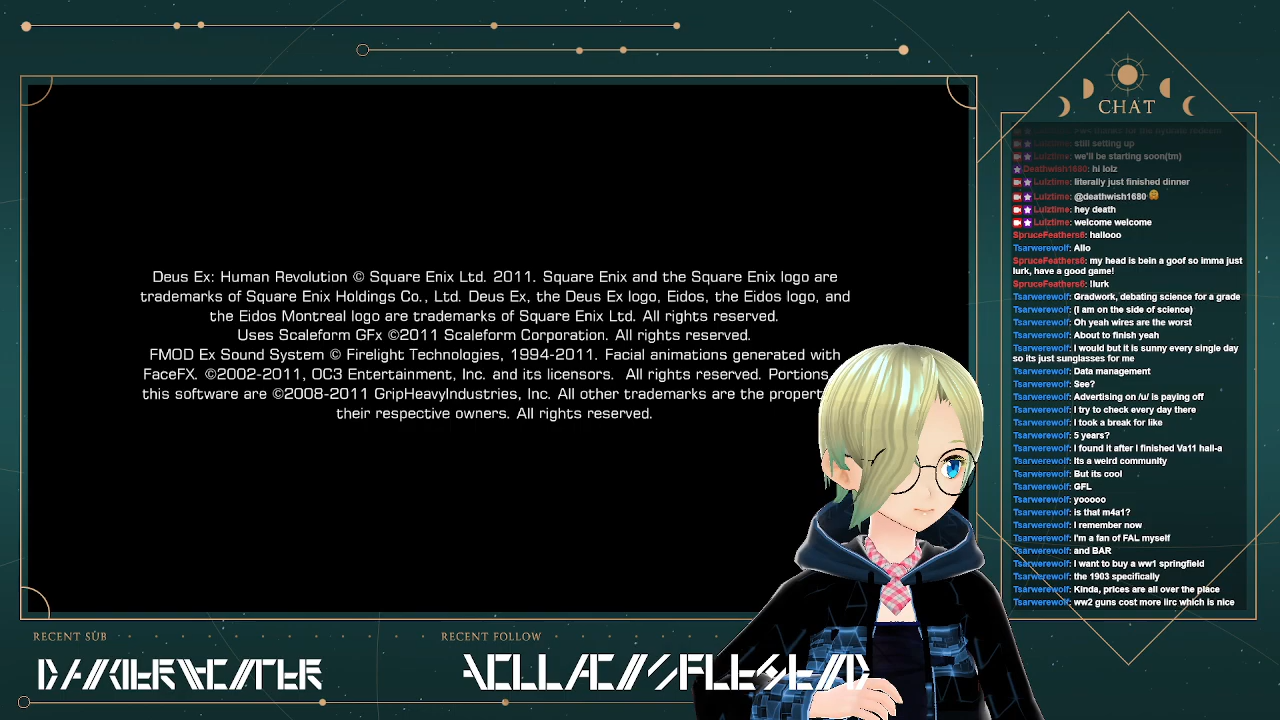 Deus Ex: Human Revolution © Square Enix Ltd. 2011. Square Enix and the Square Enix logo are
trademarks of Square Enix Holdings Co., Ltd. Deus Ex, the Deus Ex logo, Eidos, the Eidos logo, and
the Eidos Montreal logo are trademarks of Square Enix Ltd. All rights reserved.
Uses Scaleform GFx ©2011 Scaleform Corporation. All rights reserved.
FMOD Ex Sound System © Firelight Technologies, 1994-2011. Facial animations generated with
FaceFX. ©2002-2011, OC3 Entertainment, Inc. and its licensors. All rights reserved. Portions
this software are ©2008-2011 GripHeavyIndustries, Inc. All other trademarks are the propert
their respective owners. All rights reserved.
CHAT
Lulztime: still setting up
Lulztime: we'll be starting soon(tm)
Deathwish1680: hi lolz
Lulztime: literally just finished dinner
Lulztime: @deathwish1680
Lulztime: hey death
Lulztime: welcome welcome
SpruceFeathers6: hallooo
Tsarwerewolf: Allo
SpruceFeathers6: my head is bein a goof so imma just
lurk, have a good game!
SpruceFeathers6: !lurk
Tsarwerewolf: Gradwork, debating science for a grade
Tsarwerewolf: (I am on the side of science)
Tsarwerewolf: Oh yeah wires are the worst
Tsarwerewolf: About to finish yeah
Tsarwerewolf: I would but it is sunny every single day
so its just sunglasses for me
Tsarwerewolf: Data management
Tsarwerewolf: See?
Tsarwerewolf: Advertising on /u/ is paying off
Tsarwerewolf: I try to check every day there
Tsarwerewolf: I took a break for like
Tsarwerewolf: 5 years?
Tsarwerewolf: I found it after I finished Va11 hall-a
Tsarwerewolf: Its a weird community
Tsarwerewolf: But its cool
Tsarwerewolf: GFL
Tsarwerewolf: yooooo
Tsarwerewolf: is that m4a1?
Tsarwerewolf: I remember now
Tsarwerewolf: I'm a fan of FAL myself
Tsarwerewolf: and BAR
Tsarwerewolf: I want to buy a ww1 springfield
Tsarwerewolf: the 1903 specifically
Tsarwerewolf: Kinda, prices are all over the place
Tsarwerewolf: ww2 guns cost more iirc which is nice
RECENT SUB
RECENT FOLLOW